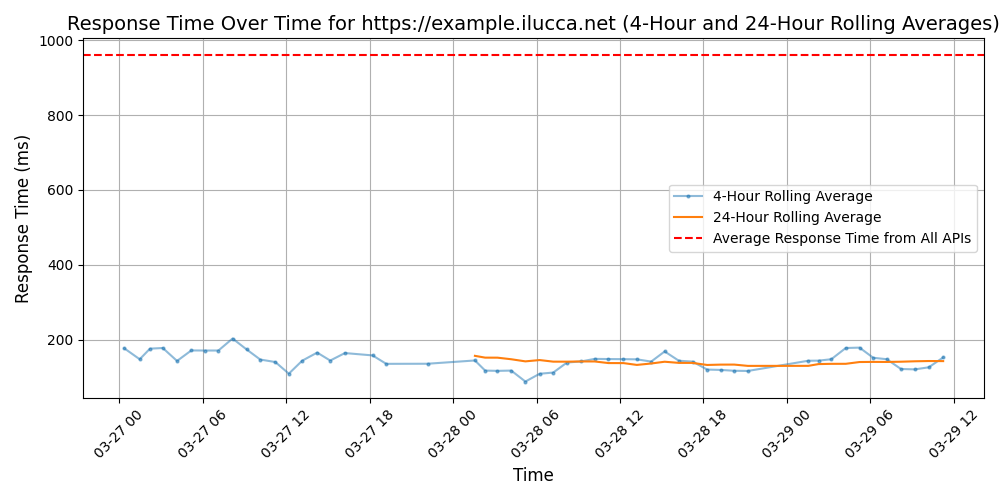 Response Time Over Time for https://example.ilucca.net (4-Hour and 24-Hour Rolling Averages)
Response Time (ms)
1000
800
600
400
200
4-Hour Rolling Average
24-Hour Rolling Average
Average Response Time from All APIs
03-27 00
03-27 06
03-27 12
03-27 18
03-28 00
03-28 06
03-28 12
03-28 18
03-29 00
03-29 06
03-29 12
Time